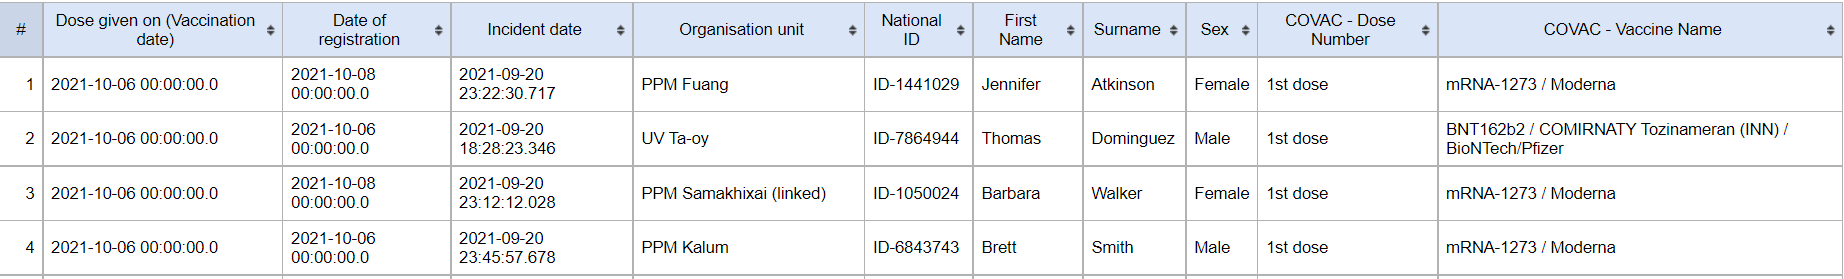 # Dose given on (Vaccination date) Date of registration Incident date Organisation unit National ID First Name Surname Sex COVAC - Dose Number COVAC - Vaccine Name
1 2021-10-06 00:00:00.0 2021-10-08 00:00:00.0 2021-09-20 23:22:30.717 PPM Fuang ID-1441029 Jennifer Atkinson Female 1st dose mRNA-1273 / Moderna
2 2021-10-06 00:00:00.0 2021-10-06 00:00:00.0 2021-09-20 18:28:23.346 UV Ta-oy ID-7864944 Thomas Dominguez Male 1st dose BNT162b2 / COMIRNATY Tozinameran (INN) / BioNTech/Pfizer
3 2021-10-06 00:00:00.0 2021-10-08 00:00:00.0 2021-09-20 23:12:12.028 PPM Samakhixai (linked) ID-1050024 Barbara Walker Female 1st dose mRNA-1273 / Moderna
4 2021-10-06 00:00:00.0 2021-10-06 00:00:00.0 2021-09-20 23:45:57.678 PPM Kalum ID-6843743 Brett Smith Male 1st dose mRNA-1273 / Moderna